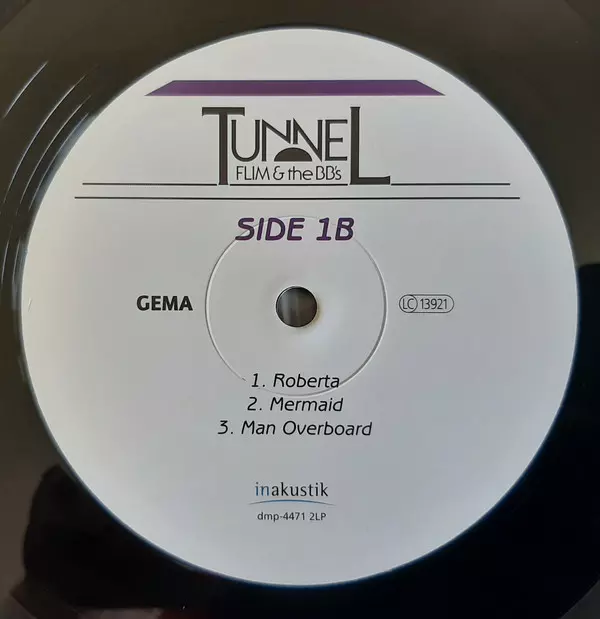 TUNNEL
FLIM & the BB's
SIDE 1B
GEMA
LC 13921
1. Roberta
2. Mermaid
3. Man Overboard
inakustik
dmp-4471 2LP